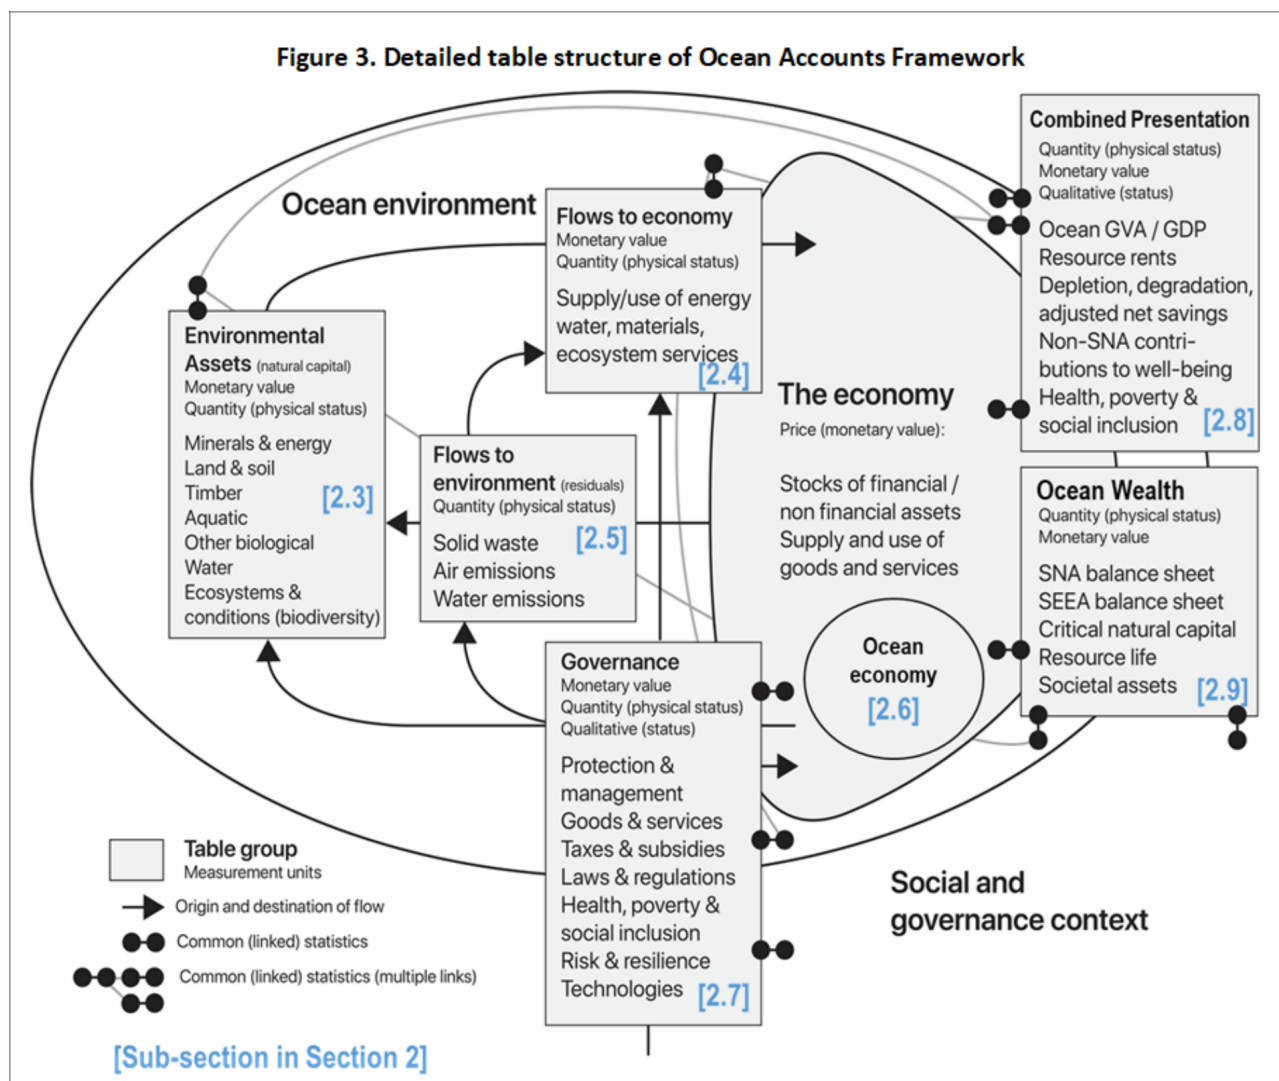 Figure 3. Detailed table structure of Ocean Accounts Framework
Ocean environment
Flows to economy
Monetary value
Quantity (physical status)
Supply/use of energy
water, materials,
ecosystem services
[2.4]
Combined Presentation
Quantity (physical status)
Monetary value
Qualitative (status)
Ocean GVA / GDP
Resource rents
Depletion, degradation,
adjusted net savings
Non-SNA contri-
butions to well-being
Health, poverty &
social inclusion
[2.8]
Environmental
Assets (natural capital)
Monetary value
Quantity (physical status)
Minerals & energy
Land & soil
Timber
Aquatic
Other biological
Water
Ecosystems &
conditions (biodiversity)
[2.3]
Flows to
environment (residuals)
Quantity (physical status)
Solid waste
Air emissions
Water emissions
[2.5]
The economy
Price (monetary value):
Stocks of financial /
non financial assets
Supply and use of
goods and services
Ocean
economy
[2.6]
Ocean Wealth
Quantity (physical status)
Monetary value
SNA balance sheet
SEEA balance sheet
Critical natural capital
Resource life
Societal assets
[2.9]
Governance
Monetary value
Quantity (physical status)
Qualitative (status)
Protection &
management
Goods & services
Taxes & subsidies
Laws & regulations
Health, poverty &
social inclusion
Risk & resilience
Technologies
[2.7]
Social and
governance context
Table group
Measurement units
Origin and destination of flow
Common (linked) statistics
Common (linked) statistics (multiple links)
[Sub-section in Section 2]